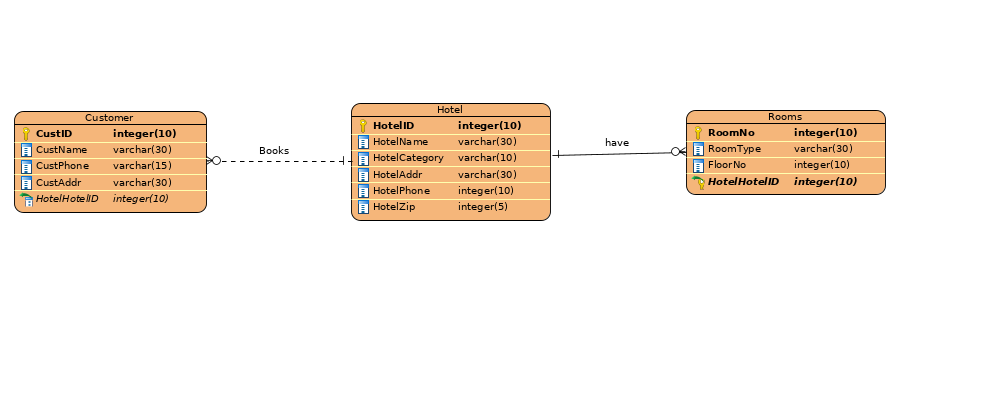 Customer
CustID integer(10)
CustName varchar(30)
CustPhone varchar(15)
CustAddr varchar(30)
HotelHotelID integer(10)
Books
Hotel
HotelID integer(10)
HotelName varchar(30)
HotelCategory varchar(10)
HotelAddr varchar(30)
HotelPhone integer(10)
HotelZip integer(5)
have
Rooms
RoomNo integer(10)
RoomType varchar(30)
FloorNo integer(10)
HotelHotelID integer(10)